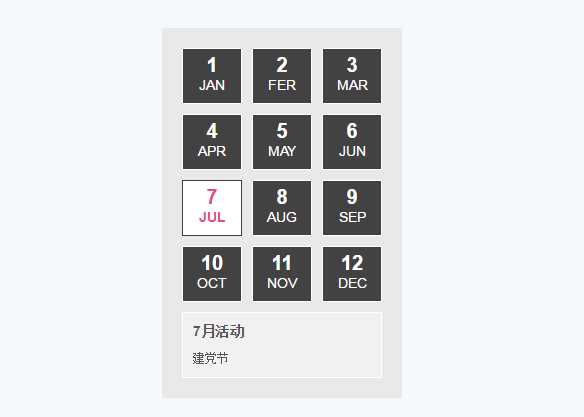 1 2 3
JAN FER MAR
4 5 6
APR MAY JUN
7 8 9
JUL AUG SEP
10 11 12
OCT NOV DEC
7月活动
建党节